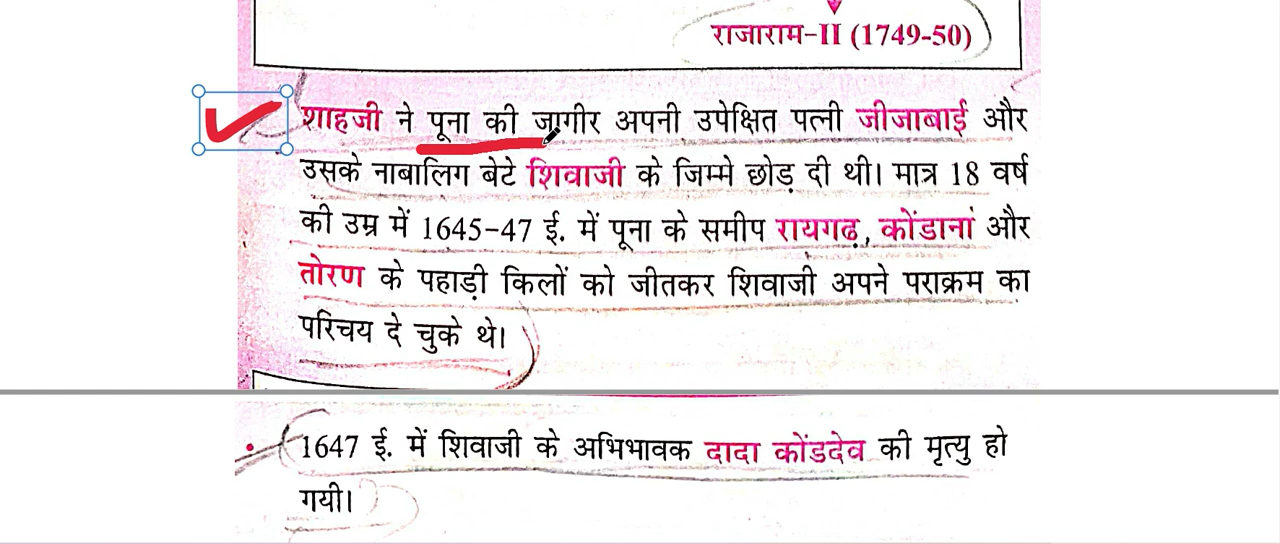 राजाराम-II (1749-50)
शाहजी ने पूना की जागीर अपनी उपेक्षित पत्नी जीजाबाई और
उसके नाबालिग बेटे शिवाजी के जिम्मे छोड़ दी थी। मात्र 18 वर्ष
की उम्र में 1645-47 ई. में पूना के समीप रायगढ़, कोंडानां और
तोरण के पहाड़ी किलों को जीतकर शिवाजी अपने पराक्रम का
परिचय दे चुके थे।
1647 ई. में शिवाजी के अभिभावक दादा कोंडदेव की मृत्यु हो
गयी।